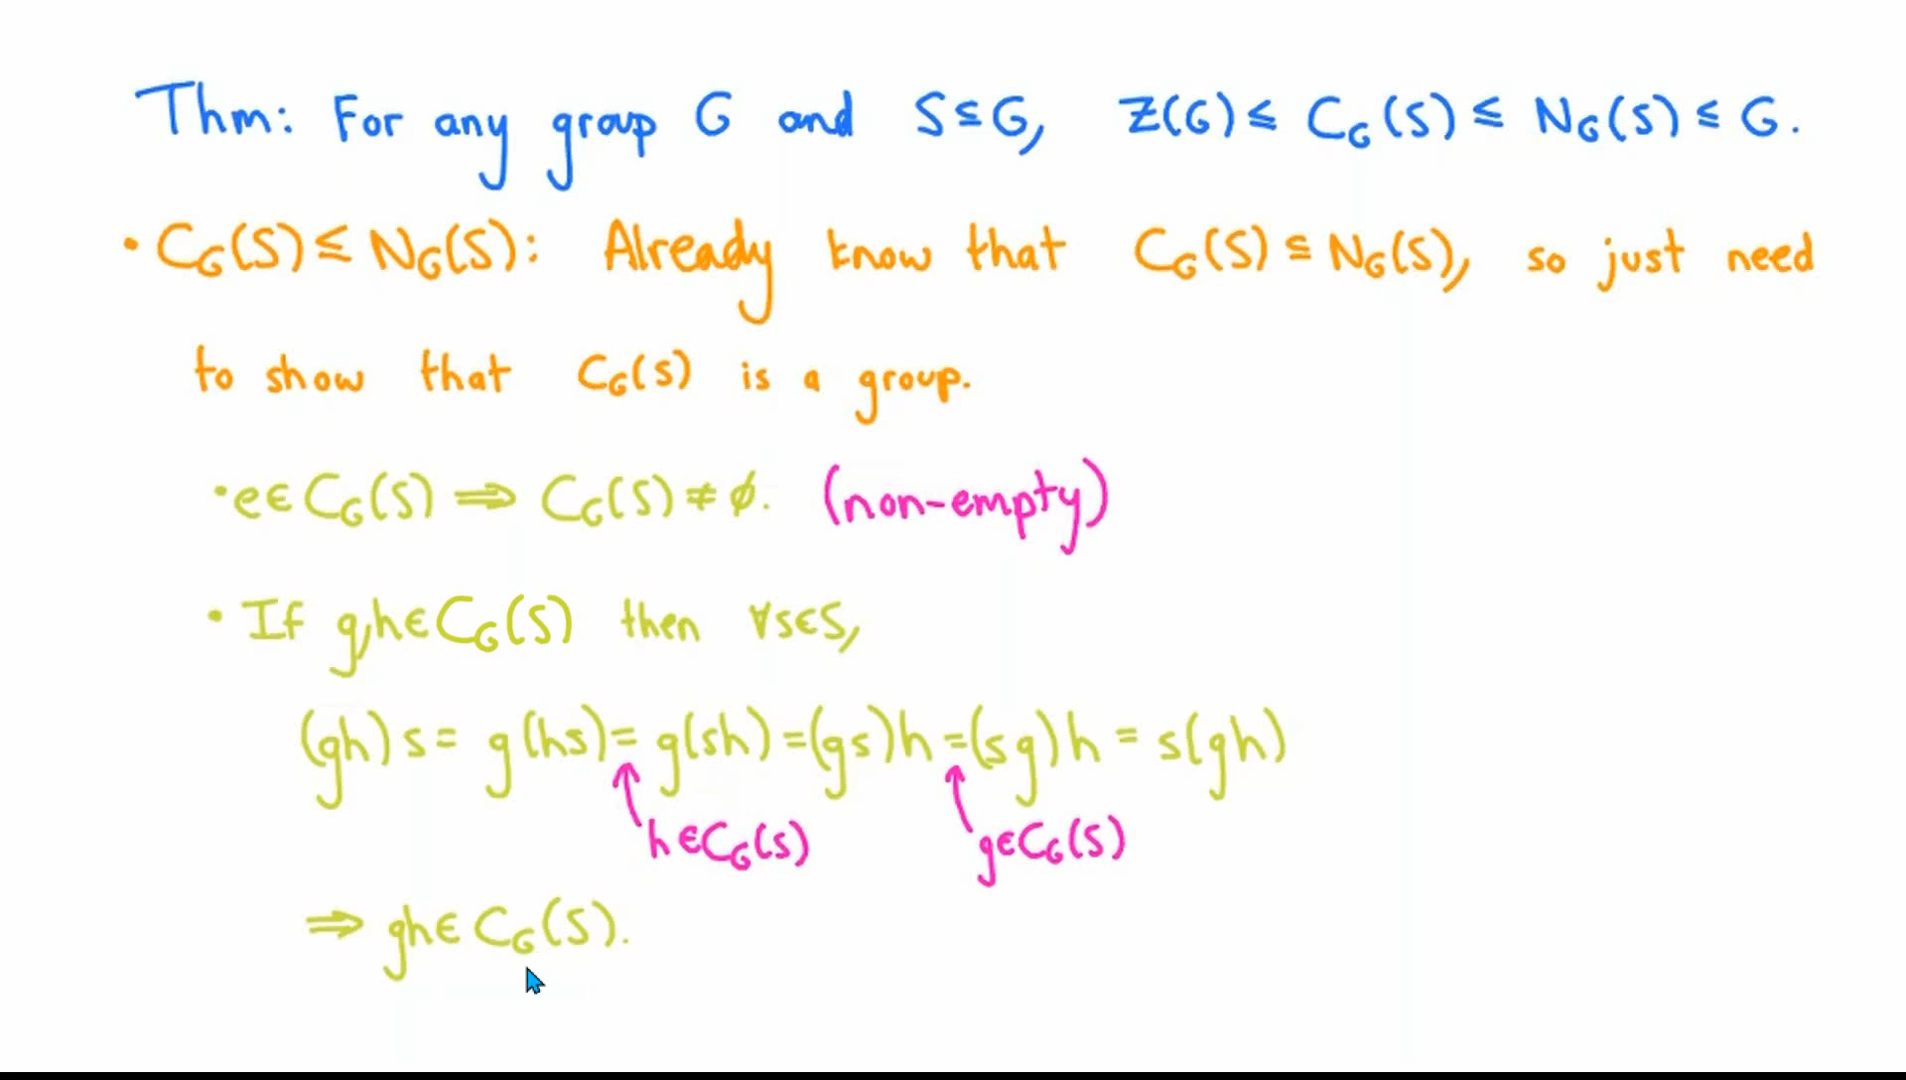 Thm: For any group G and S⊆G, Z(G) ≤ C_G(S) ≤ N_G(S) ≤ G.
• C_G(S) ≤ N_G(S): Already know that C_G(S) ⊆ N_G(S), so just need
to show that C_G(S) is a group.
• e∈C_G(S) ⟹ C_G(S) ≠ ∅. (non-empty)
• If g,h∈C_G(S) then ∀s∈S,
(gh)s = g(hs) = g(sh) = (gs)h = (sg)h = s(gh)
↑ h∈C_G(S) ↑ g∈C_G(S)
⟹ gh∈C_G(S).